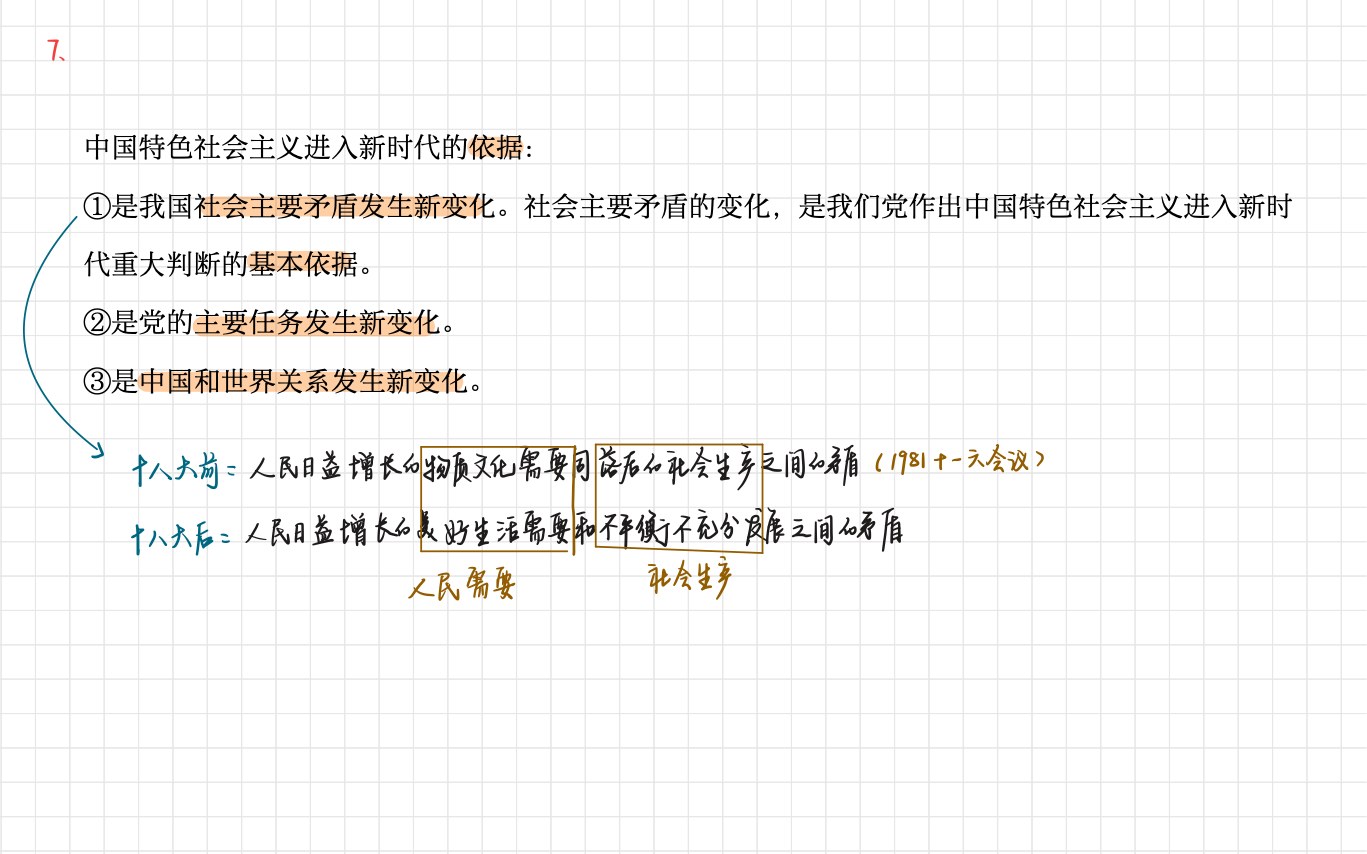 7、
中国特色社会主义进入新时代的依据：
①是我国社会主要矛盾发生新变化。社会主要矛盾的变化，是我们党作出中国特色社会主义进入新时
代重大判断的基本依据。
②是党的主要任务发生新变化。
③是中国和世界关系发生新变化。
十八大前：人民日益增长的物质文化需要同落后的社会生产之间的矛盾（1981十一六会议）
十八大后：人民日益增长的美好生活需要和不平衡不充分发展之间的矛盾
人民需要 社会生产